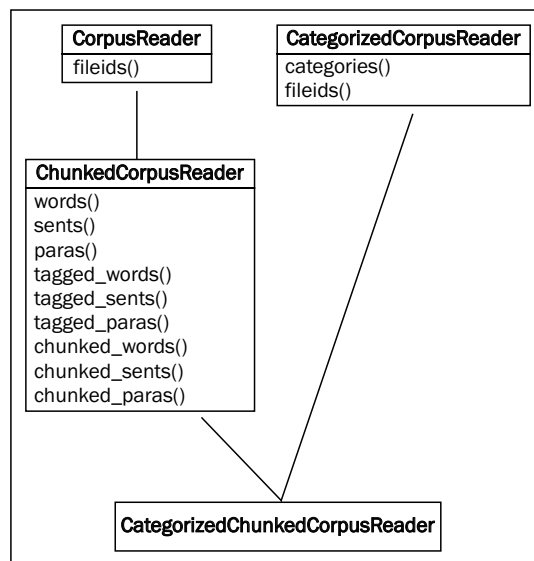 CorpusReader
fileids()
CategorizedCorpusReader
categories()
fileids()
ChunkedCorpusReader
words()
sents()
paras()
tagged_words()
tagged_sents()
tagged_paras()
chunked_words()
chunked_sents()
chunked_paras()
CategorizedChunkedCorpusReader